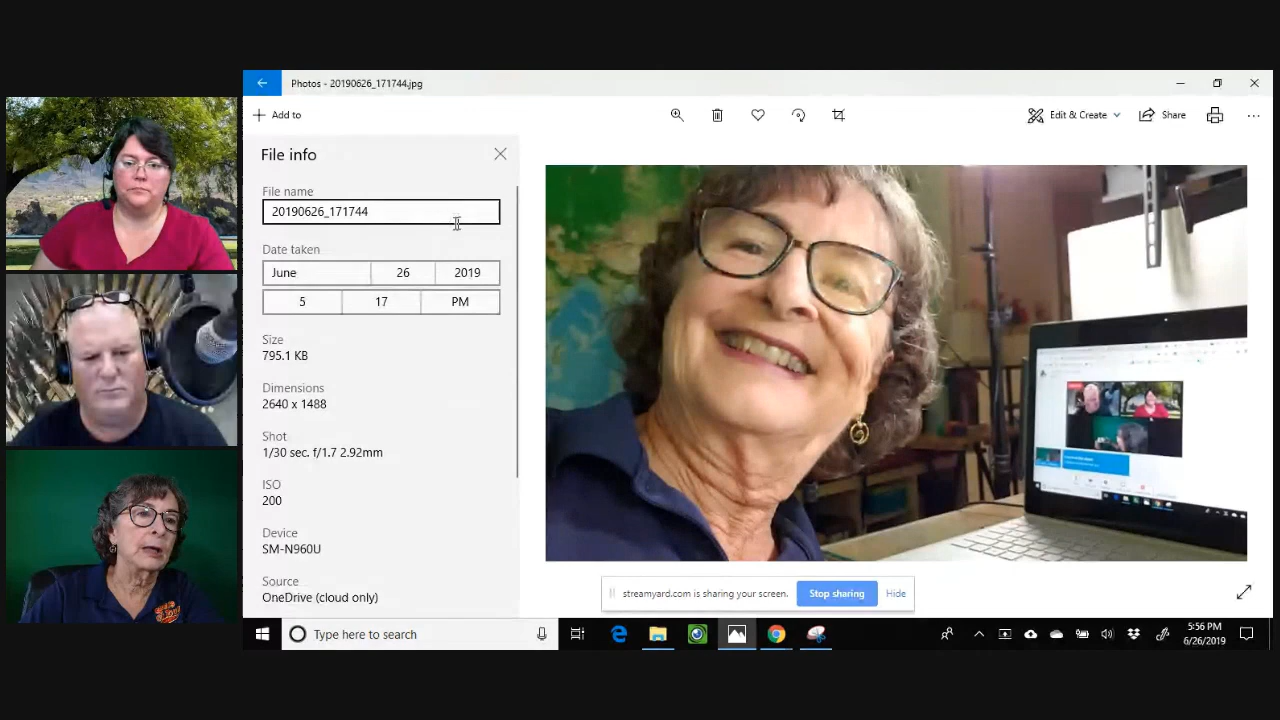 Photos - 20190626_171744.jpg
Add to
Edit & Create
Share
File info
File name
20190626_171744
Date taken
June 26 2019
5 17 PM
Size
795.1 KB
Dimensions
2640 x 1488
Shot
1/30 sec. f/1.7 2.92mm
ISO
200
Device
SM-N960U
Source
OneDrive (cloud only)
streamyard.com is sharing your screen.
Stop sharing
Hide
Type here to search
5:56 PM
6/26/2019